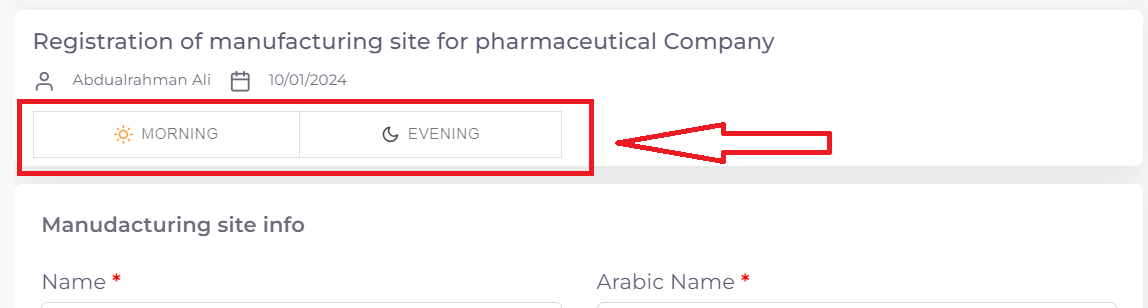 Registration of manufacturing site for pharmaceutical Company
Abdualrahman Ali 10/01/2024
MORNING EVENING
Manudacturing site info
Name * Arabic Name *